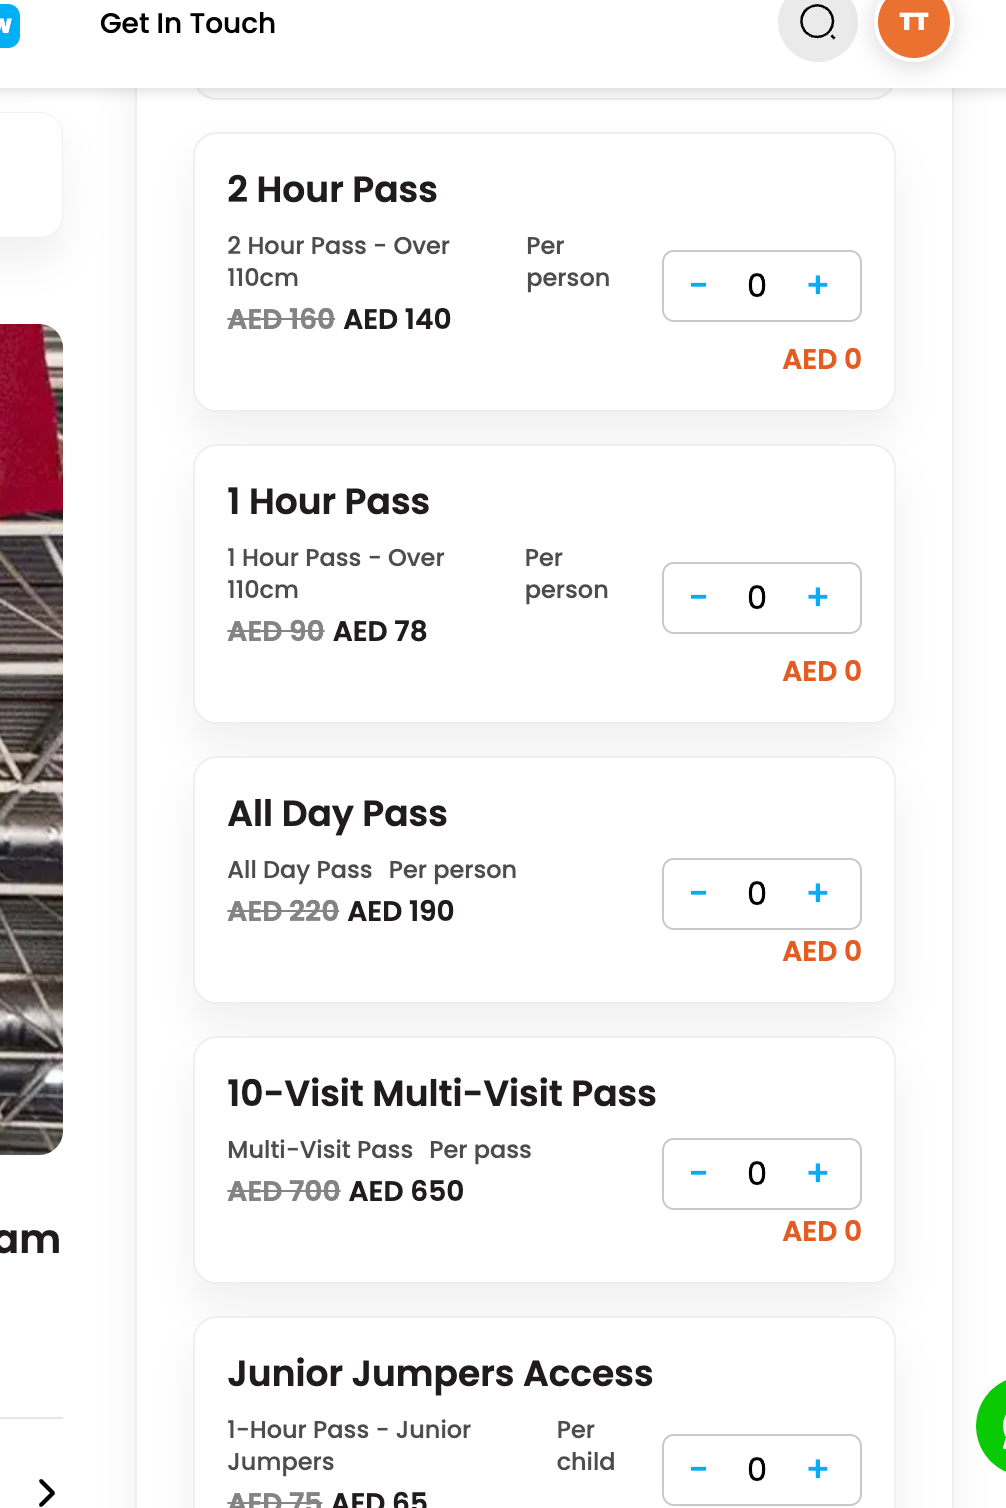 w
Get In Touch
TT
2 Hour Pass
2 Hour Pass - Over 110cm
Per person
AED 160 AED 140
- 0 +
AED 0
1 Hour Pass
1 Hour Pass - Over 110cm
Per person
AED 90 AED 78
- 0 +
AED 0
All Day Pass
All Day Pass Per person
AED 220 AED 190
- 0 +
AED 0
10-Visit Multi-Visit Pass
Multi-Visit Pass Per pass
AED 700 AED 650
- 0 +
AED 0
am
Junior Jumpers Access
1-Hour Pass - Junior Jumpers
Per child
AED 75 AED 65
- 0 +